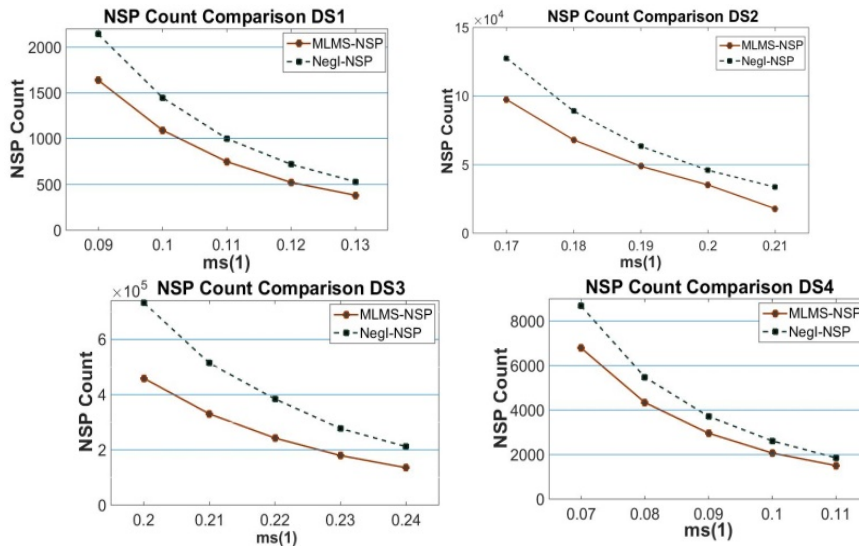 NSP Count Comparison DS1
NSP Count
2000
1500
1000
500
0
MLMS-NSP
NegI-NSP
0.09 0.1 0.11 0.12 0.13
ms(1)
NSP Count Comparison DS2
×10⁴
NSP Count
15
10
5
0
MLMS-NSP
NegI-NSP
0.17 0.18 0.19 0.2 0.21
ms(1)
NSP Count Comparison DS3
×10⁵
NSP Count
6
4
2
0
MLMS-NSP
NegI-NSP
0.2 0.21 0.22 0.23 0.24
ms(1)
NSP Count Comparison DS4
NSP Count
8000
6000
4000
2000
0
MLMS-NSP
NegI-NSP
0.07 0.08 0.09 0.1 0.11
ms(1)